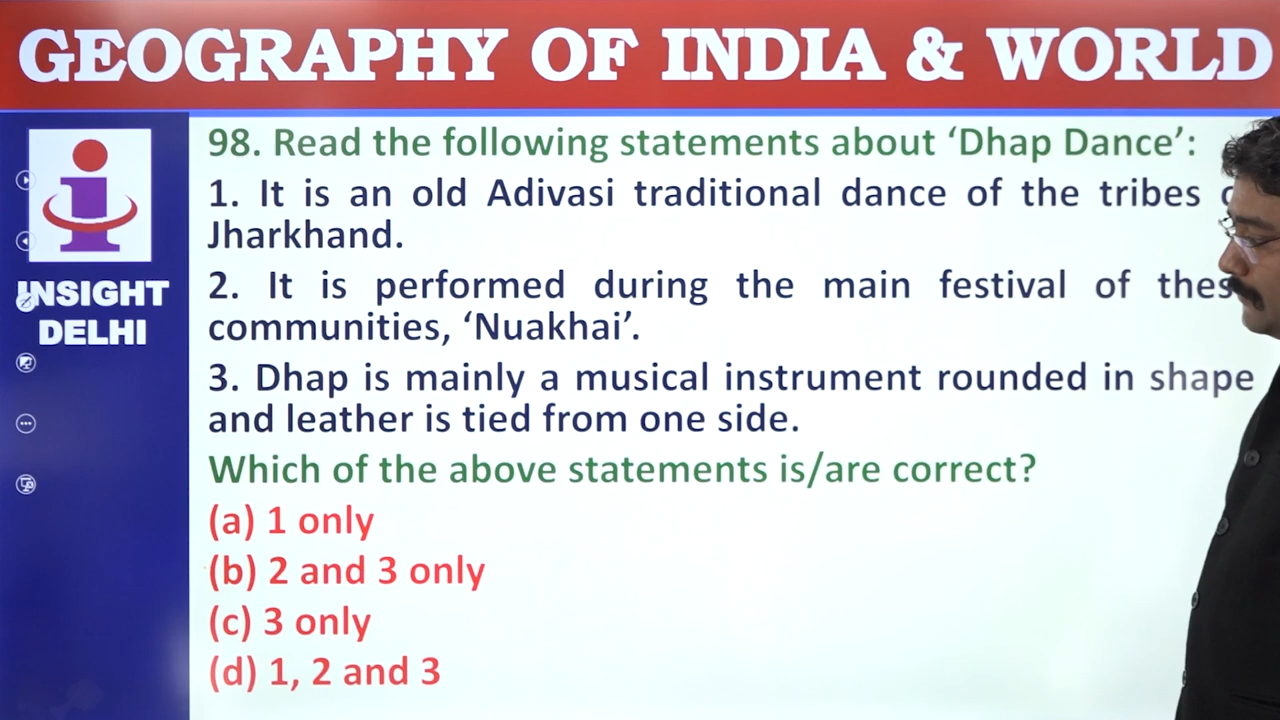 GEOGRAPHY OF INDIA & WORLD
INSIGHT
DELHI
98. Read the following statements about ‘Dhap Dance’:
1. It is an old Adivasi traditional dance of the tribes
Jharkhand.
2. It is performed during the main festival of
communities, ‘Nuakhai’.
3. Dhap is mainly a musical instrument rounded in shape
and leather is tied from one side.
Which of the above statements is/are correct?
(a) 1 only
(b) 2 and 3 only
(c) 3 only
(d) 1, 2 and 3